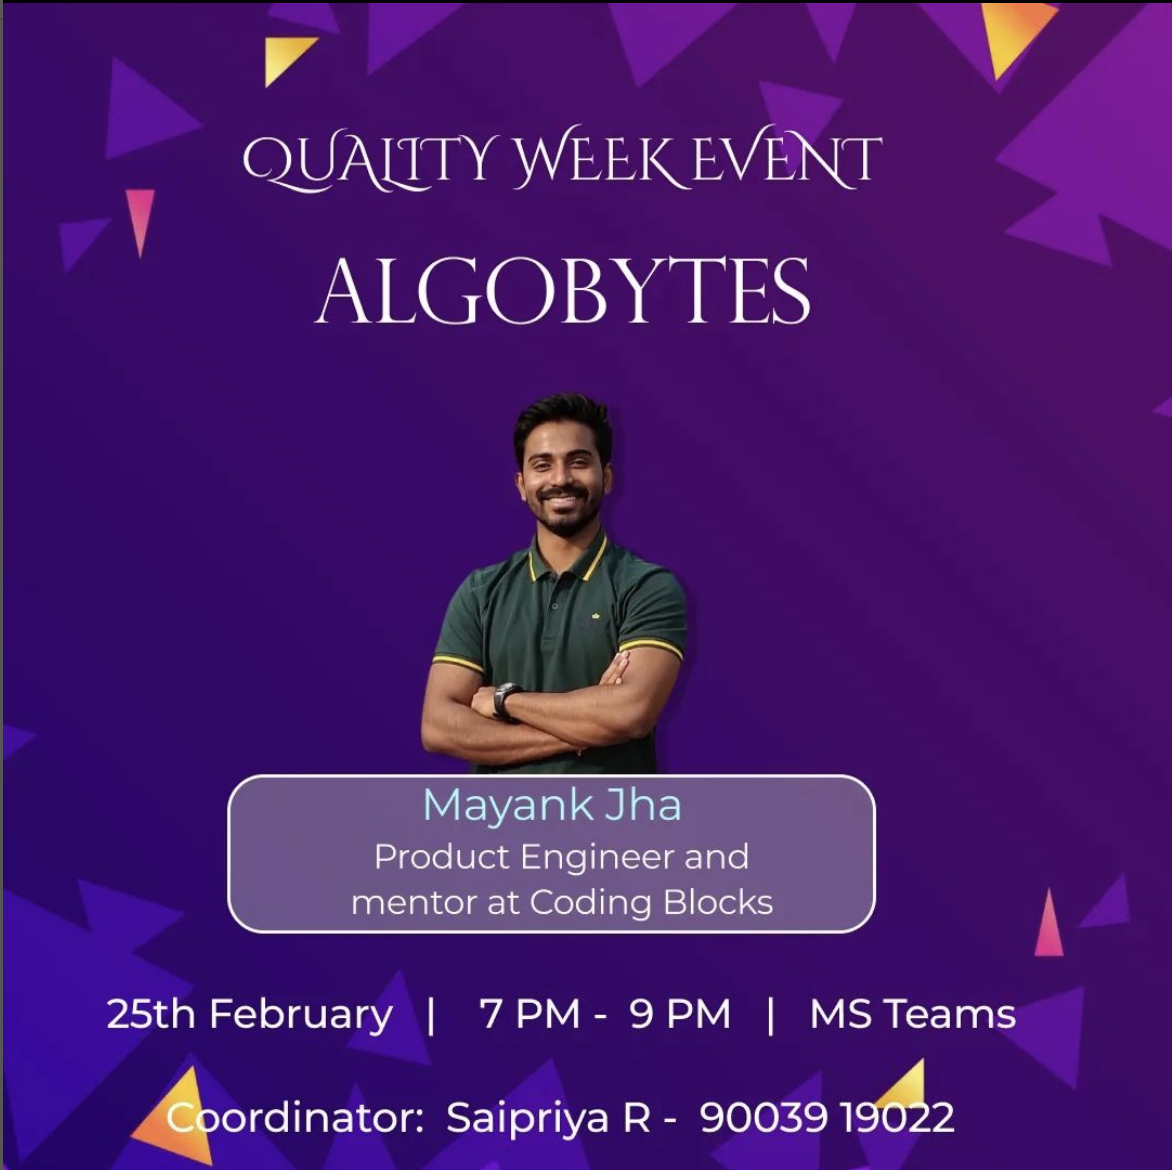 QUALITY WEEK EVENT
ALGOBYTES
Mayank Jha
Product Engineer and
mentor at Coding Blocks
25th February | 7 PM - 9 PM | MS Teams
Coordinator: Saipriya R - 90039 19022